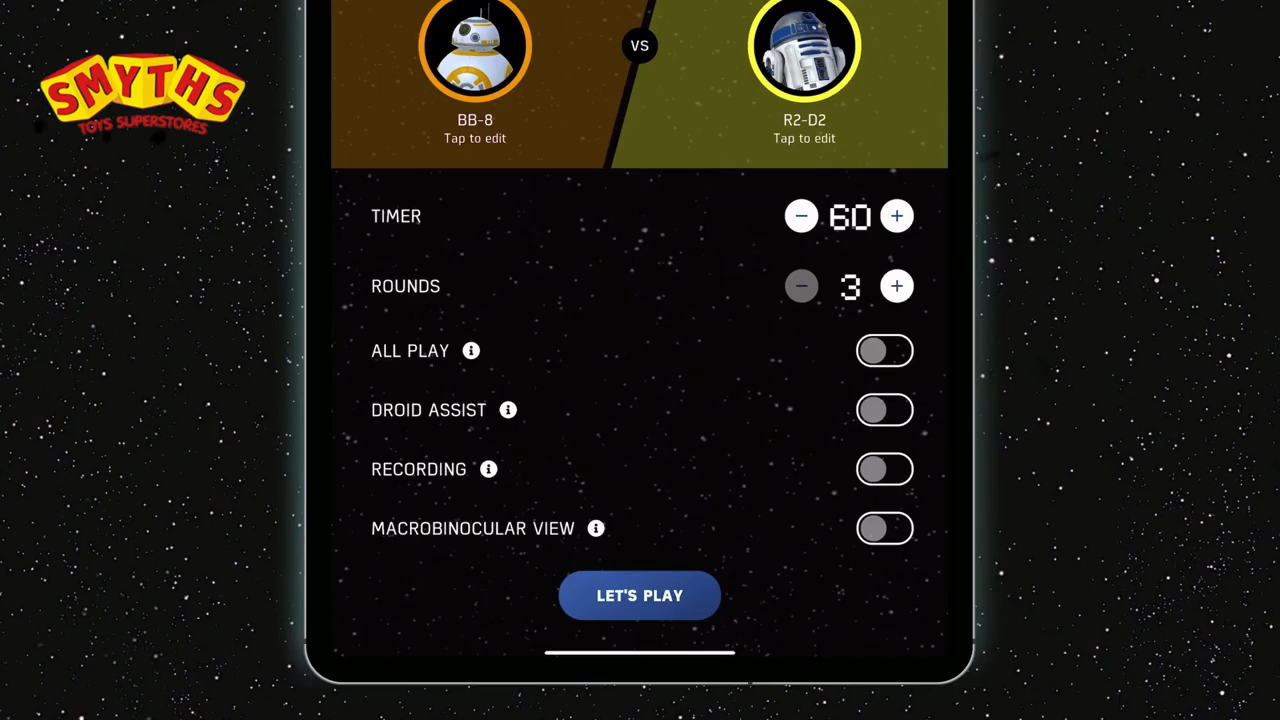 SMYTHS
TOYS SUPERSTORES
VS
BB-8
Tap to edit
R2-D2
Tap to edit
TIMER
− 60 +
ROUNDS
− 3 +
ALL PLAY i
DROID ASSIST i
RECORDING i
MACROBINOCULAR VIEW i
LET'S PLAY